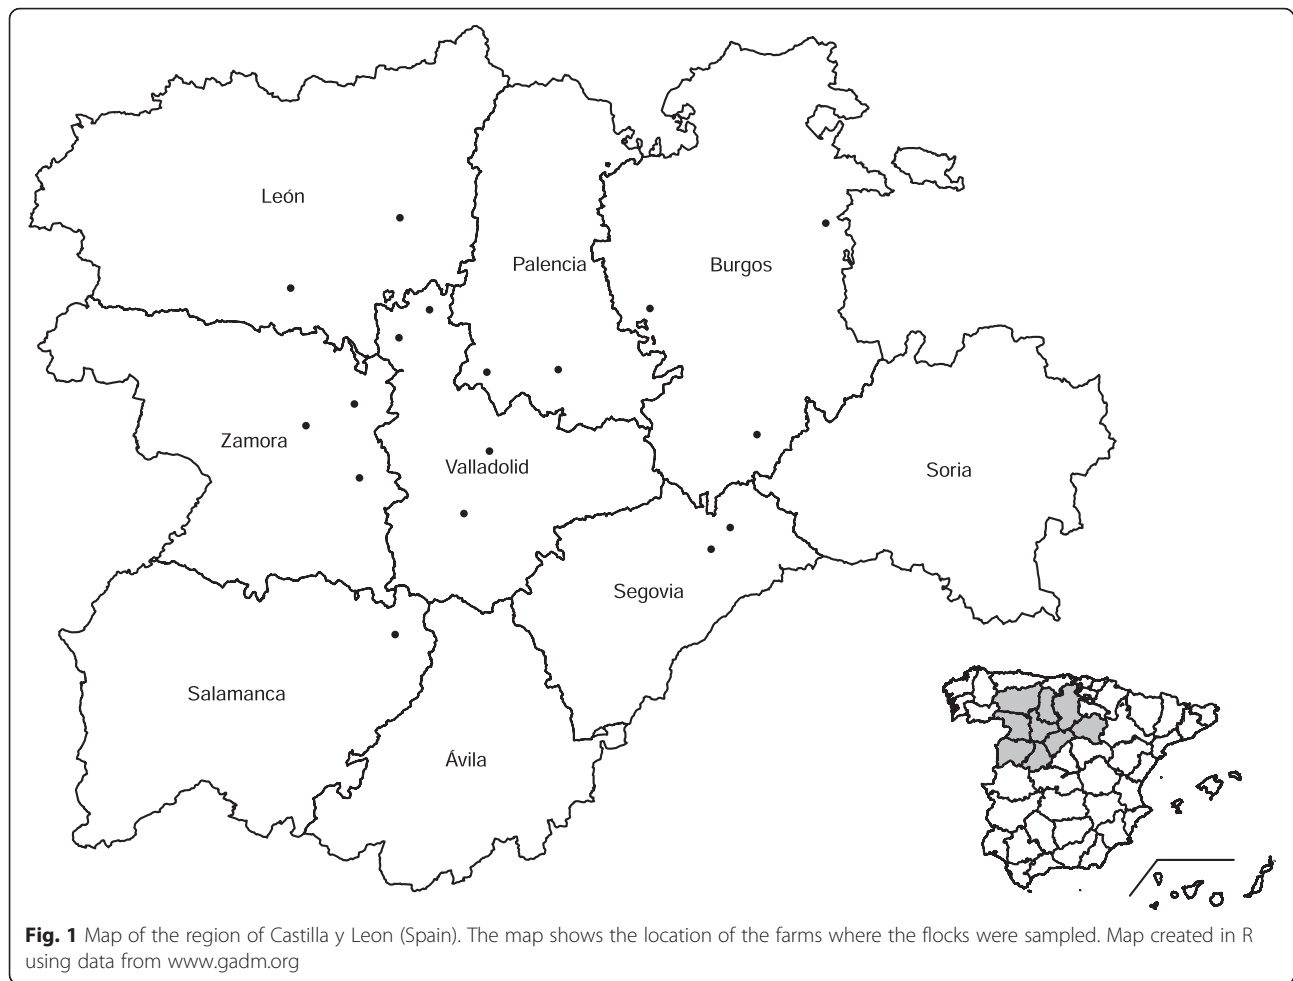 León
Palencia
Burgos
Zamora
Valladolid
Soria
Segovia
Salamanca
Ávila
Fig. 1 Map of the region of Castilla y Leon (Spain). The map shows the location of the farms where the flocks were sampled. Map created in R
using data from www.gadm.org